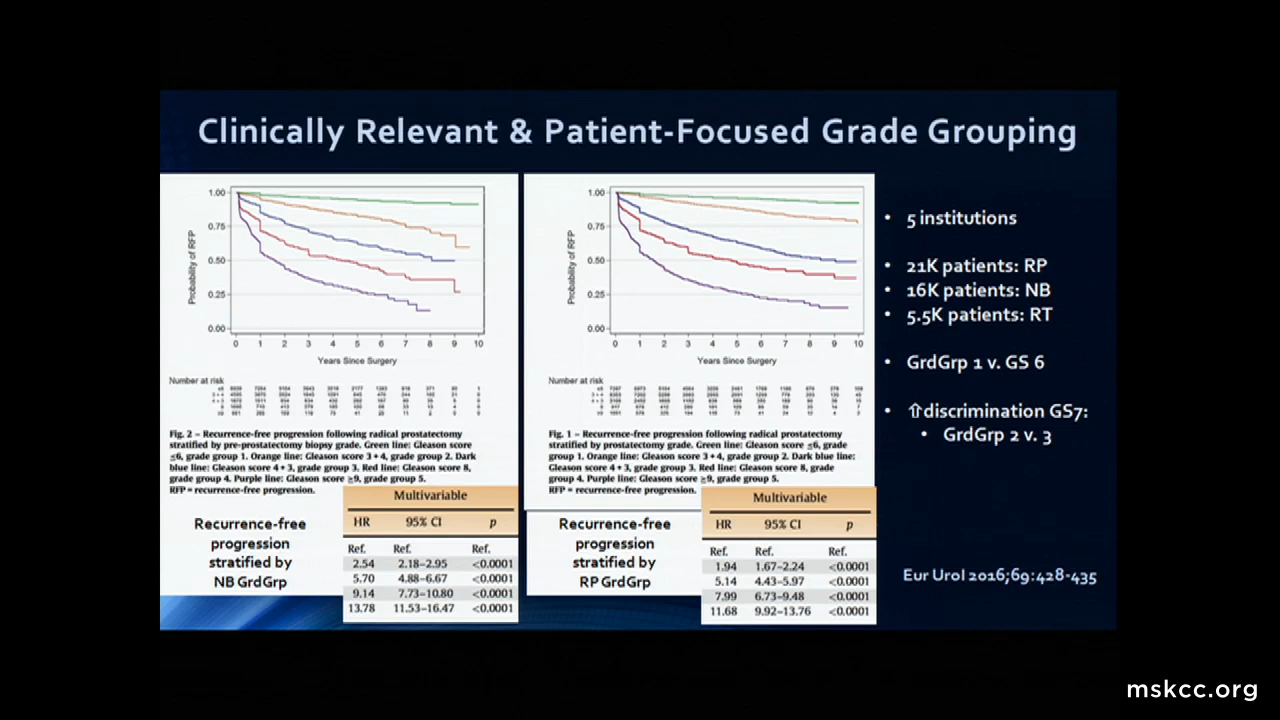 Clinically Relevant & Patient-Focused Grade Grouping
Probability of RFP
1.00
0.75
0.50
0.25
0.00
0 1 2 3 4 5 6 7 8 9 10
Years Since Surgery
Number at risk
Fig. 2 – Recurrence-free progression following radical prostatectomy
stratified by pre-prostatectomy biopsy grade. Green line: Gleason score
≤6, grade group 1. Orange line: Gleason score 3 + 4, grade group 2. Dark
blue line: Gleason score 4 + 3, grade group 3. Red line: Gleason score 8,
grade group 4. Purple line: Gleason score ≥9, grade group 5.
RFP = recurrence-free progression.
Recurrence-free
progression
stratified by
NB GrdGrp
Multivariable
HR 95% CI p
Ref. Ref. Ref.
2.54 2.18–2.95 <0.0001
5.70 4.88–6.67 <0.0001
9.14 7.73–10.80 <0.0001
13.78 11.53–16.47 <0.0001
Probability of RFP
1.00
0.75
0.50
0.25
0.00
0 1 2 3 4 5 6 7 8 9 10
Years Since Surgery
Number at risk
Fig. 1 – Recurrence-free progression following radical prostatectomy
stratified by prostatectomy grade. Green line: Gleason score ≤6, grade
group 1. Orange line: Gleason score 3 + 4, grade group 2. Dark blue line:
Gleason score 4 + 3, grade group 3. Red line: Gleason score 8, grade
group 4. Purple line: Gleason score ≥9, grade group 5.
RFP = recurrence-free progression.
Recurrence-free
progression
stratified by
RP GrdGrp
Multivariable
HR 95% CI p
Ref. Ref. Ref.
1.94 1.67–2.24 <0.0001
5.14 4.43–5.97 <0.0001
7.99 6.73–9.48 <0.0001
11.68 9.92–13.76 <0.0001
• 5 institutions
• 21K patients: RP
• 16K patients: NB
• 5.5K patients: RT
• GrdGrp 1 v. GS 6
• ⇧discrimination GS7:
• GrdGrp 2 v. 3
Eur Urol 2016;69:428-435
mskcc.org